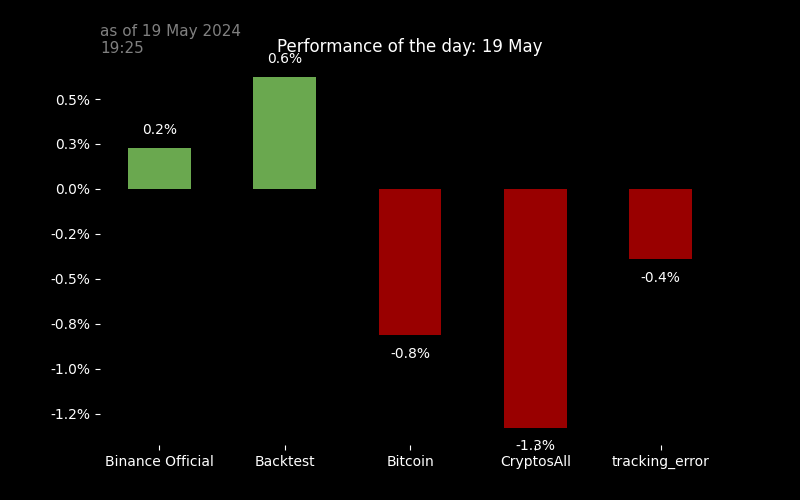 as of 19 May 2024
19:25
Performance of the day: 19 May
0.6%
0.5%
0.2%
0.3%
0.0%
-0.2%
-0.4%
-0.5%
-0.8%
-0.8%
-1.0%
-1.2%
-1.3%
Binance Official
Backtest
Bitcoin
CryptosAll
tracking_error